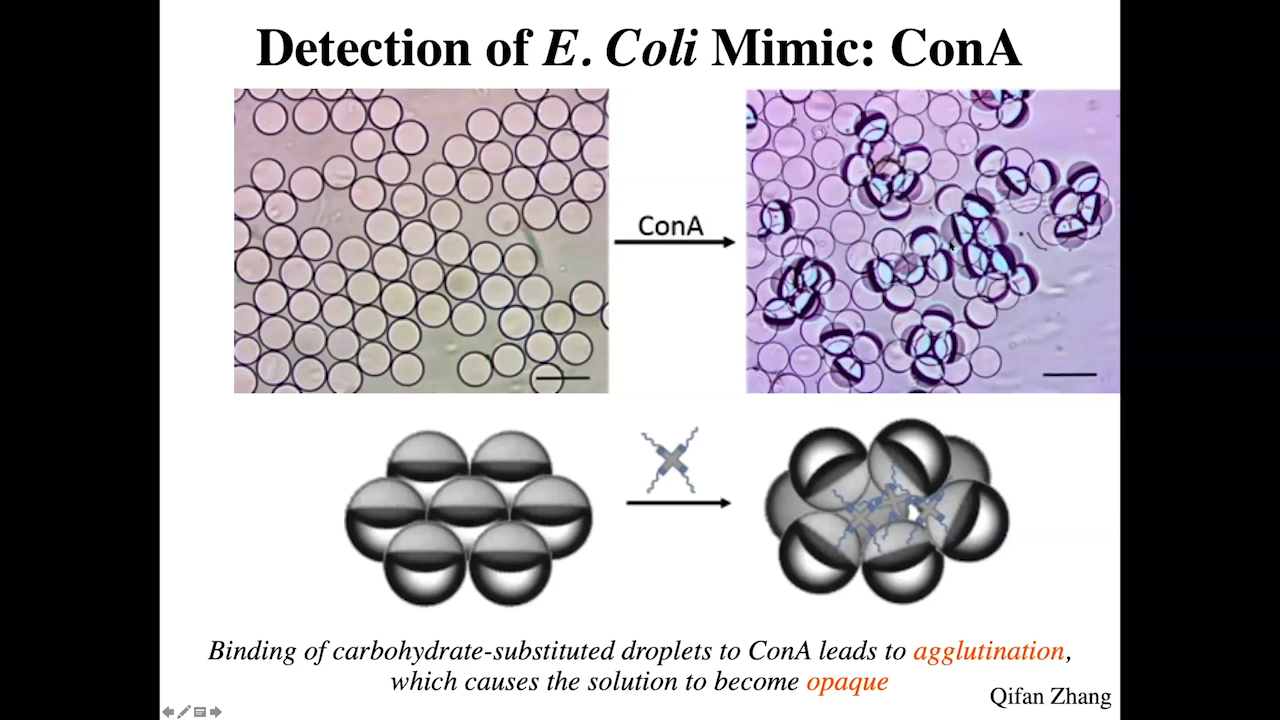 Detection of E. Coli Mimic: ConA
ConA
Binding of carbohydrate-substituted droplets to ConA leads to agglutination,
which causes the solution to become opaque
Qifan Zhang